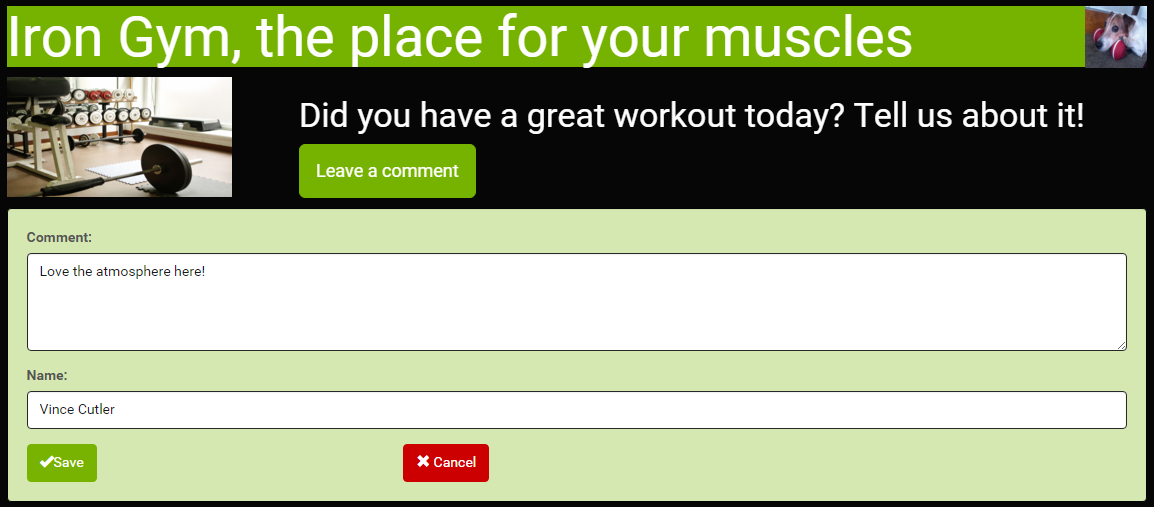 Iron Gym, the place for your muscles
Did you have a great workout today? Tell us about it!
Leave a comment
Comment:
Love the atmosphere here!
Name:
Vince Cutler
Save
Cancel